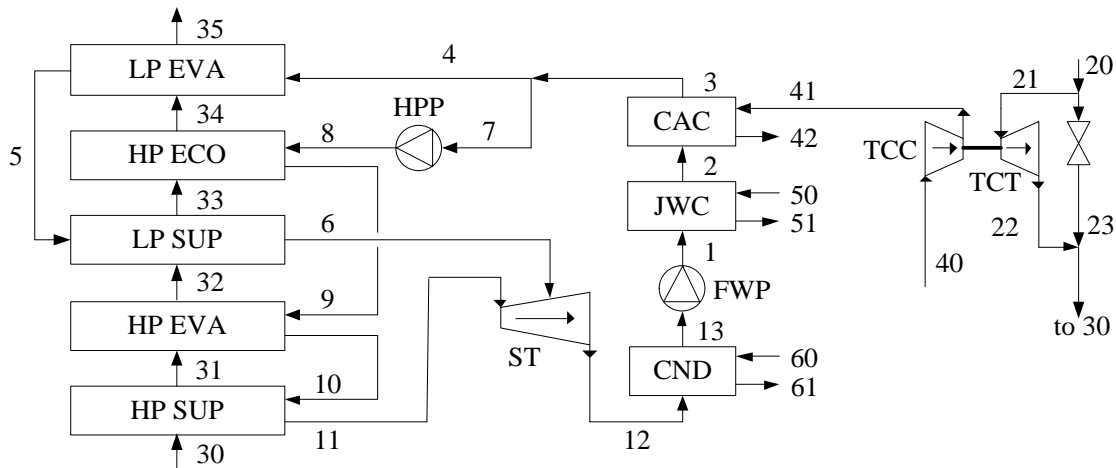 35
LP EVA
4
3
21
20
34
HPP
41
CAC
42
5
HP ECO
8
7
TCC
TCT
33
2
50
JWC
51
LP SUP
6
22
23
32
1
40
9
FWP
HP EVA
to 30
ST
13
31
10
60
CND
61
HP SUP
11
12
30